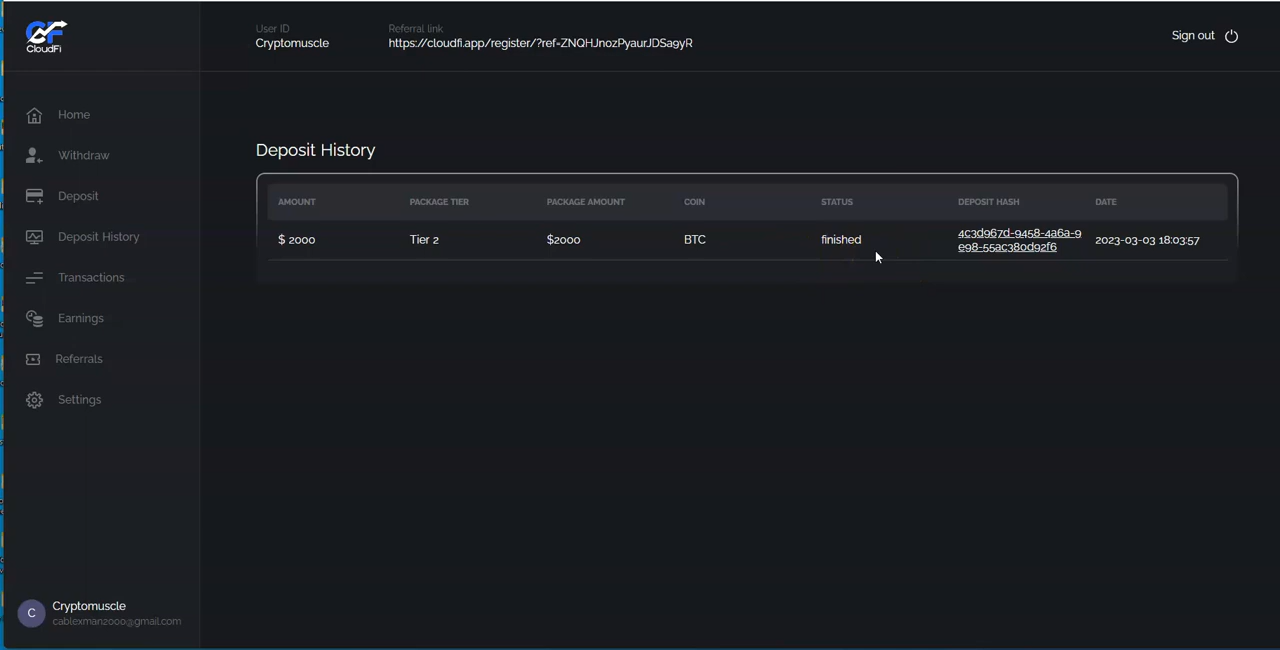 CF
CloudFi
User ID
Cryptomuscle
Referral link
https://cloudfi.app/register/?ref=ZNQHJnozPyaurJDSa9yR
Sign out
Home
Withdraw
Deposit
Deposit History
Transactions
Earnings
Referrals
Settings
Deposit History
AMOUNT PACKAGE TIER PACKAGE AMOUNT COIN STATUS DEPOSIT HASH DATE
$ 2000 Tier 2 $2000 BTC finished 4c3d967d-9458-4a6a-9 2023-03-03 18:03:57
e98-55ac380d92f6
C
Cryptomuscle
cablexman2000@gmail.com